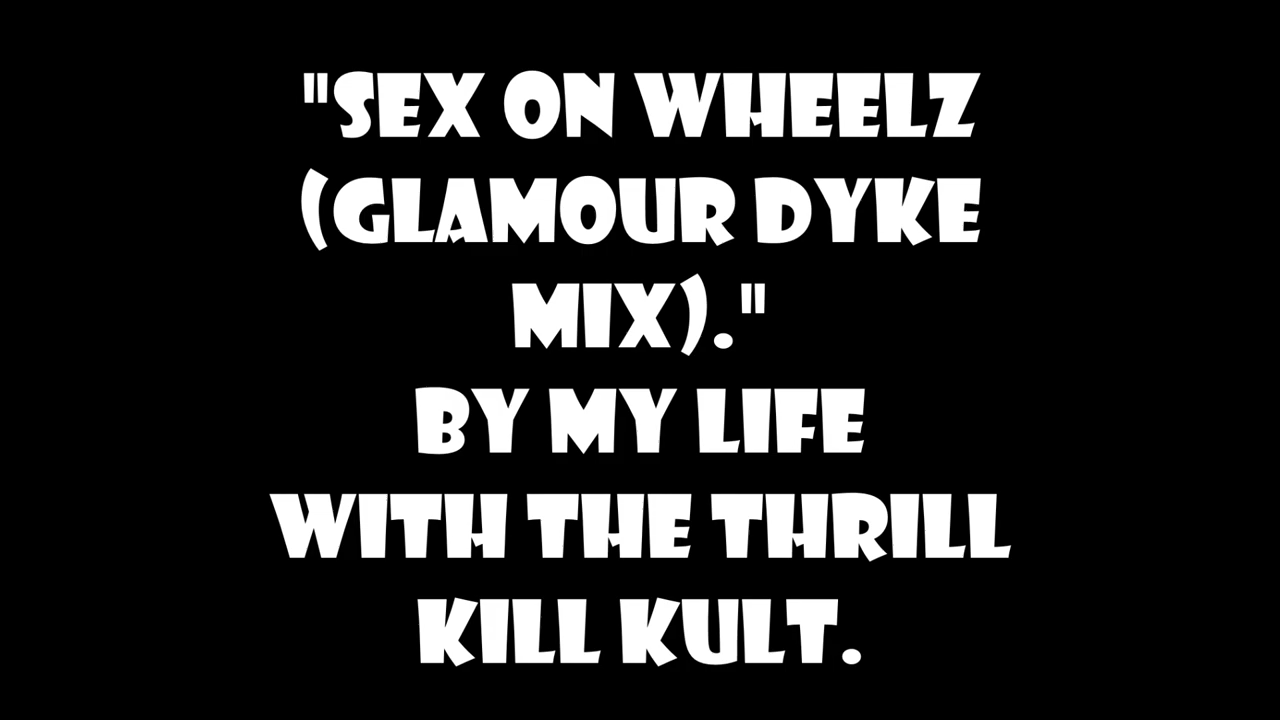 "SEX ON WHEELZ
(GLAMOUR DYKE
MIX)."
BY MY LIFE
WITH THE THRILL
KILL KULT.